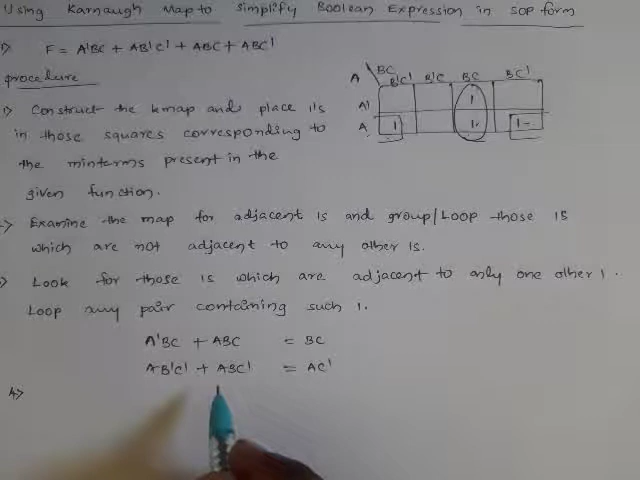 Using Karnaugh Map to simplify Boolean Expression in SOP form
1) F = A'BC + AB'C' + ABC + ABC'
procedure
A \ BC B'C' B'C BC BC'
A' 1
A 1 1 1
1) Construct the kmap and place 1s
in those squares corresponding to
the minterms present in the
given function.
Examine the map for adjacent 1s and group/Loop those 1s
which are not adjacent to any other 1s.
Look for those 1s which are adjacent to only one other 1.
Loop any pair containing such 1.
A'BC + ABC = BC
AB'C' + ABC' = AC'
4)